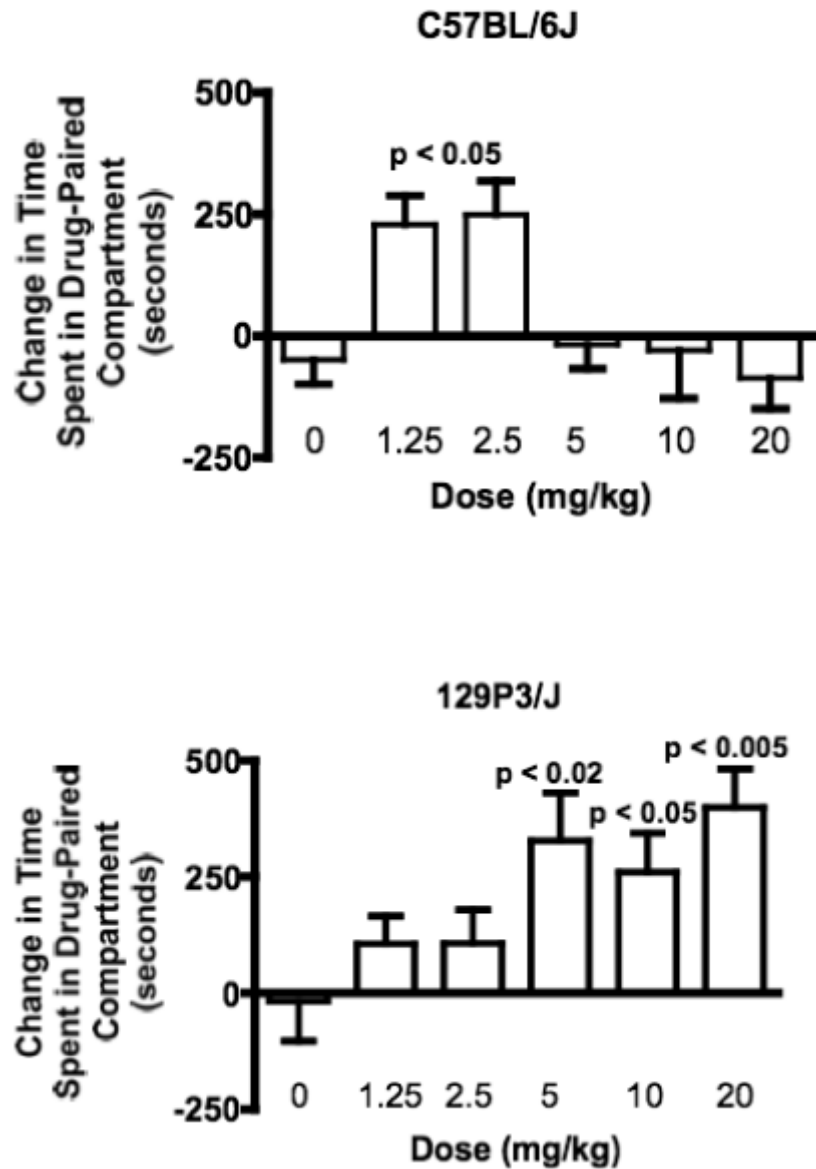 C57BL/6J
Change in Time
Spent in Drug-Paired
Compartment
(seconds)
500
250
0
-250
p < 0.05
0 1.25 2.5 5 10 20
Dose (mg/kg)
129P3/J
Change in Time
Spent in Drug-Paired
Compartment
(seconds)
500
250
0
-250
p < 0.02
p < 0.05
p < 0.005
0 1.25 2.5 5 10 20
Dose (mg/kg)